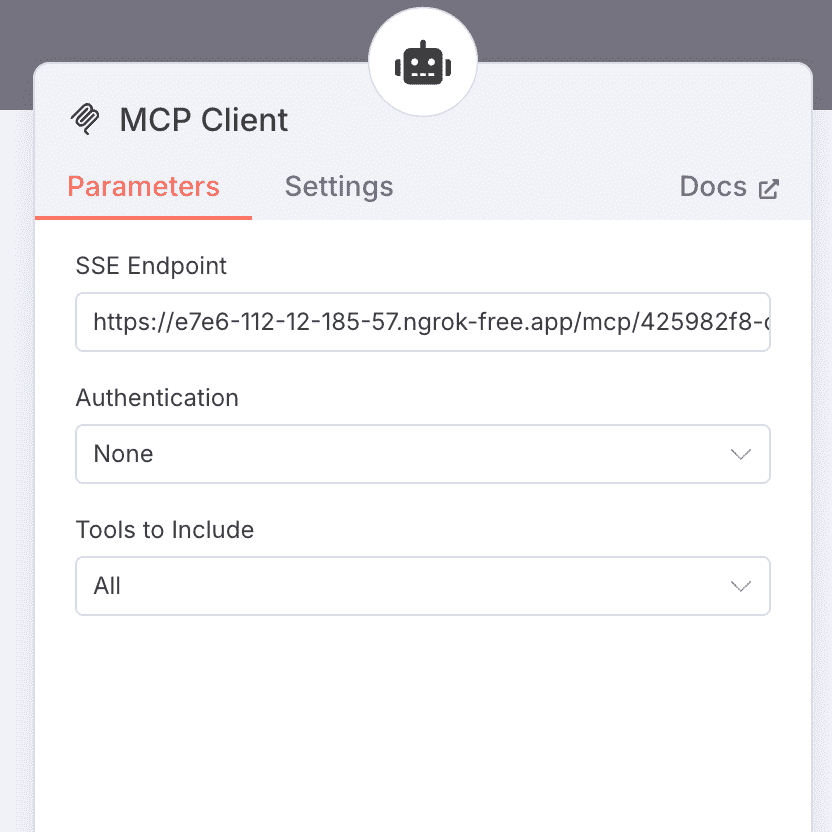 MCP Client
Parameters Settings Docs
SSE Endpoint
https://e7e6-112-12-185-57.ngrok-free.app/mcp/425982f8-
Authentication
None
Tools to Include
All